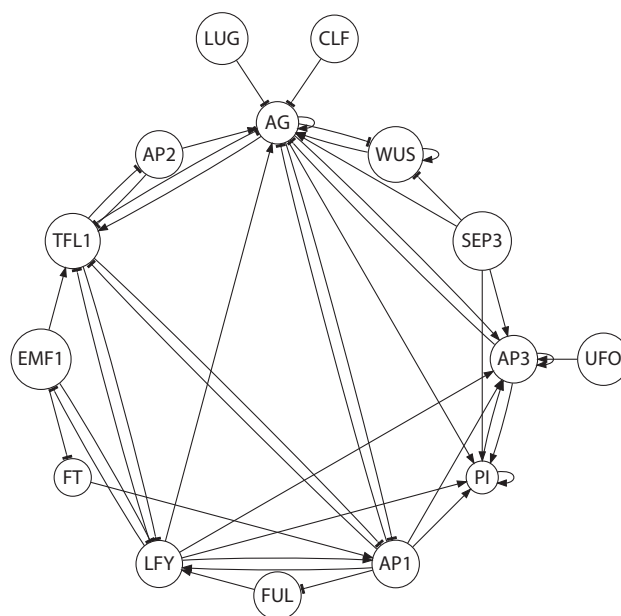 LUG
CLF
AG
AP2
WUS
TFL1
SEP3
EMF1
AP3
UFO
FT
PI
LFY
AP1
FUL